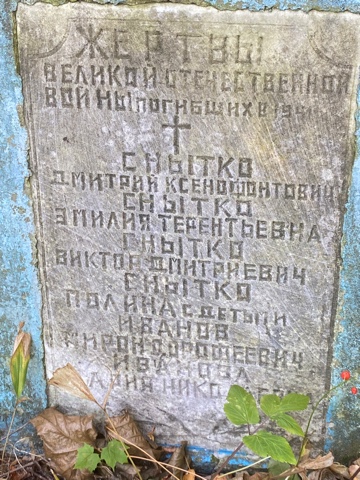 ЖЕРТВЫ
ВЕЛИКОЙ ОТЕЧЕСТВЕННОЙ
ВОЙНЫ ПОГИБШИХ В
СНЫТКО
ДМИТРИЙ КСЕНОФОНТОВИЧ
СНЫТКО
ЭМИЛИЯ ТЕРЕНТЬЕВНА
СНЫТКО
ВИКТОР ДМИТРИЕВИЧ
СНЫТКО
ПОЛИНА С ДЕТЬМИ
ИВАНОВ
МИРОН ДОРОФЕЕВИЧ
ИВАНОВА